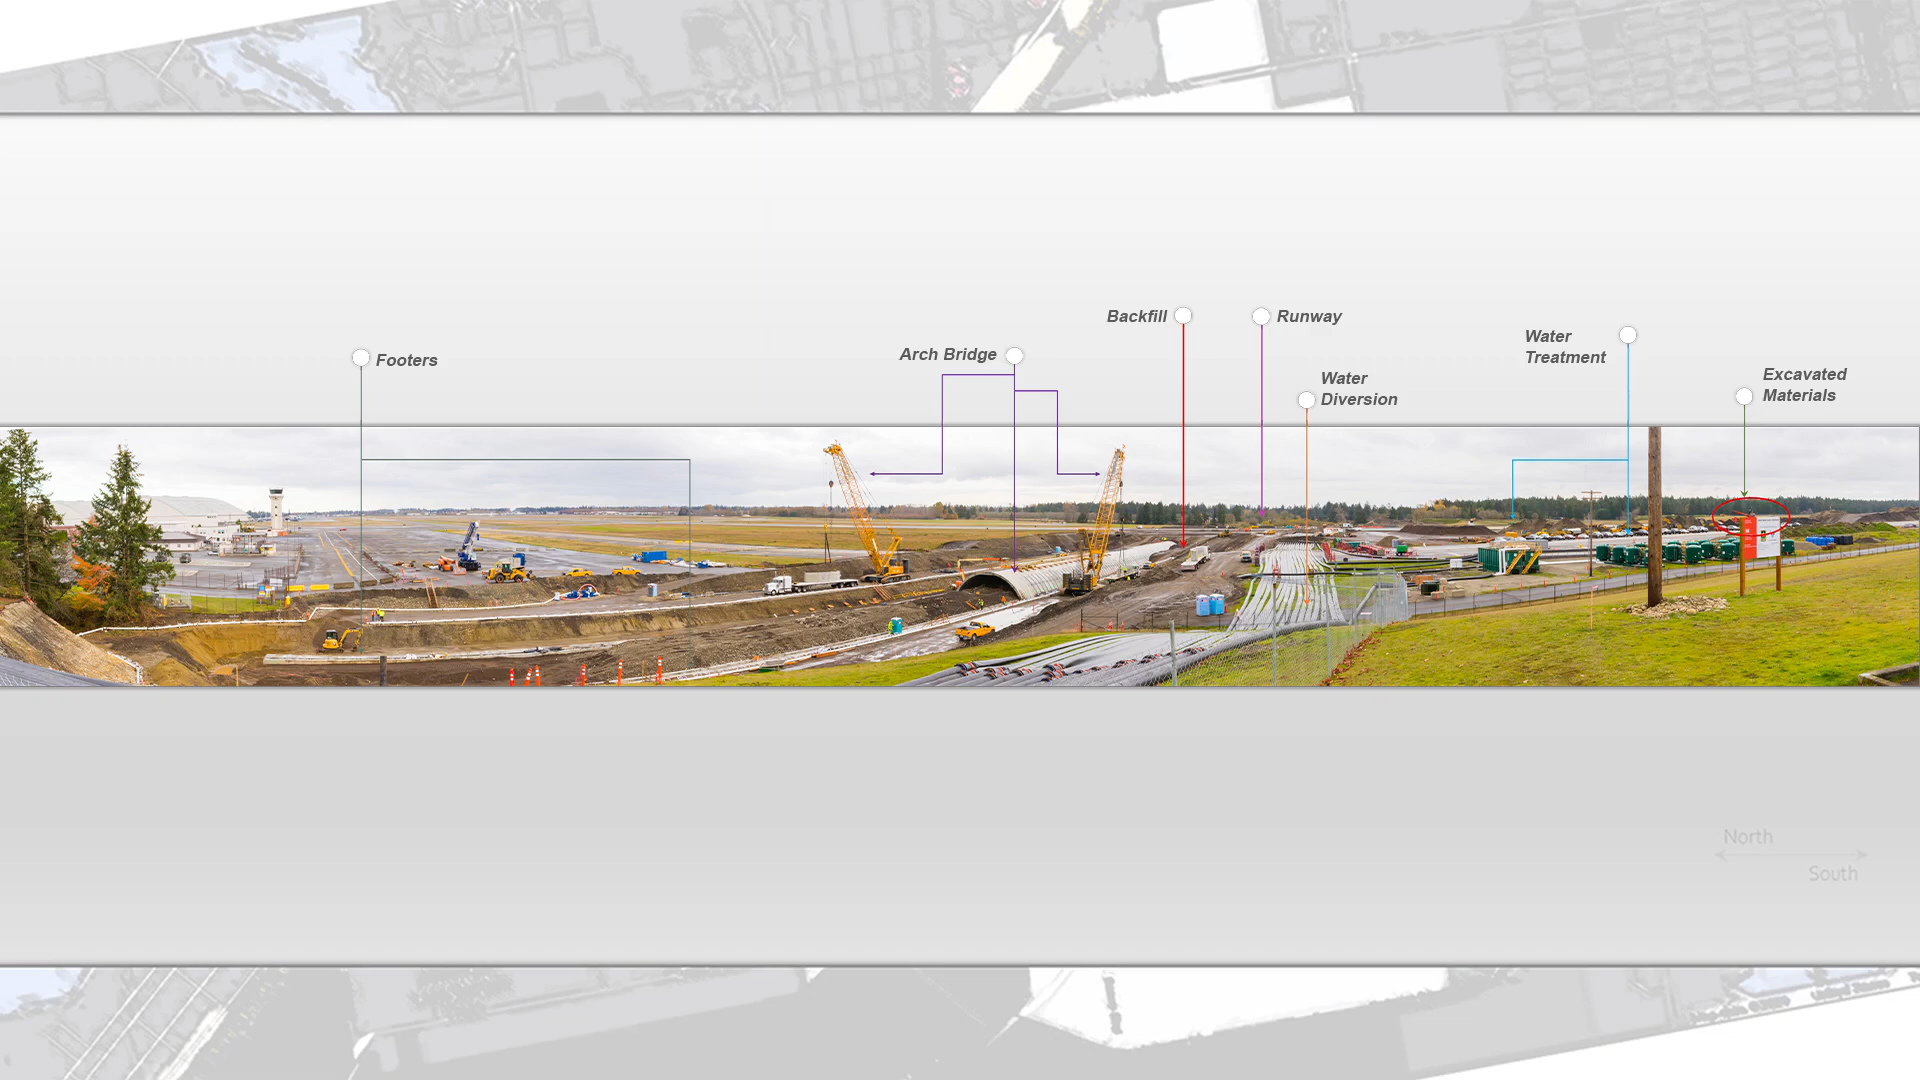 Backfill
Runway
Water
Treatment
Arch Bridge
Footers
Water
Diversion
Excavated
Materials
North
South